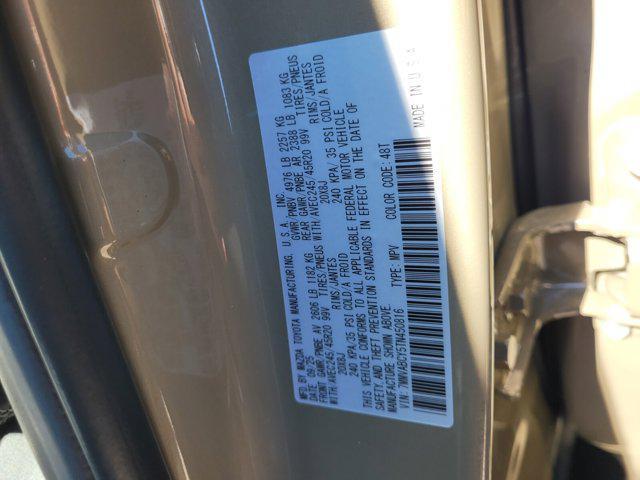 MFD BY MAZDA TOYOTA MANUFACTURING, U.S.A., INC.
DATE 09/25 GVWR/PNBV 4976 LB 2257 KG
FRONT GAWR/PNBE AV 2606 LB 1182 KG REAR GAWR/PNBE AR 2388 LB 1083 KG
WITH AVEC245/45R20 99V TIRES/PNEUS WITH AVEC245/45R20 99V TIRES/PNEUS
20X8J RIMS/JANTES 20X8J RIMS/JANTES
240 KPA/35 PSI COLD/A FROID 240 KPA/35 PSI COLD/A FROID
THIS VEHICLE CONFORMS TO ALL APPLICABLE FEDERAL MOTOR VEHICLE
SAFETY AND THEFT PREVENTION STANDARDS IN EFFECT ON THE DATE OF
MANUFACTURE SHOWN ABOVE.
VIN: 7MMVABCY5TN450816 TYPE: MPV COLOR CODE: 48T
MADE IN U S A